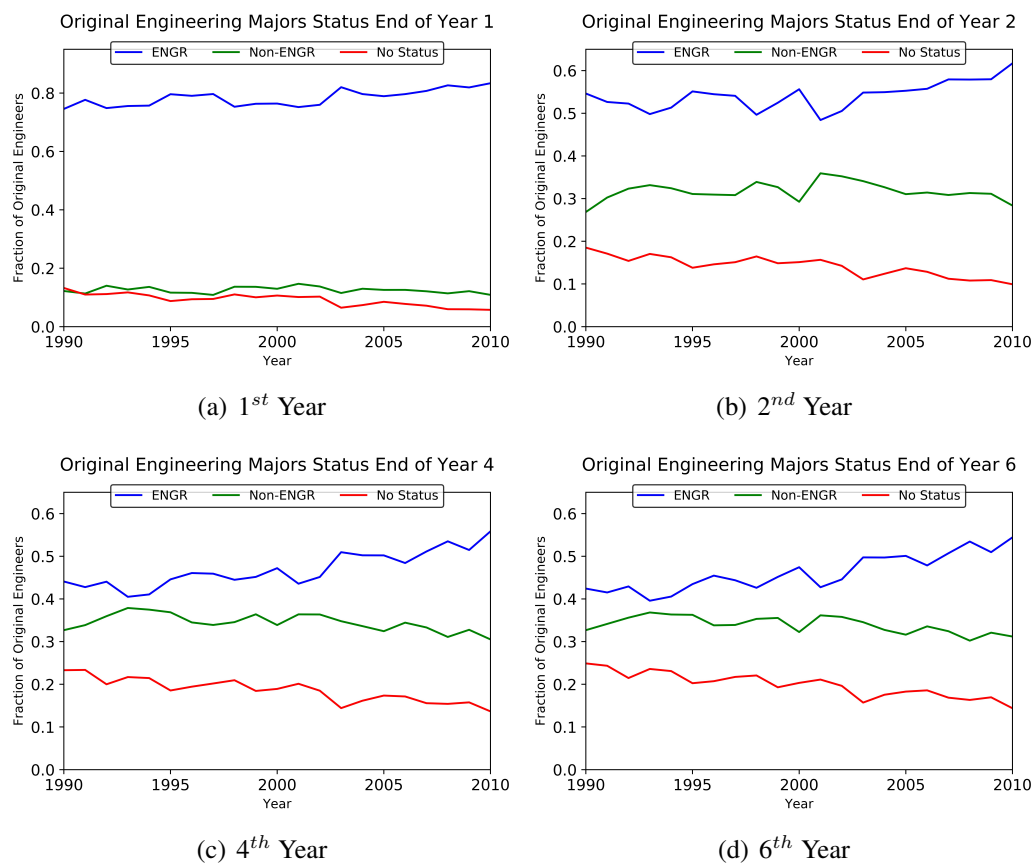 Original Engineering Majors Status End of Year 1
ENGR Non-ENGR No Status
Fraction of Original Engineers
0.8
0.6
0.4
0.2
0.0
1990 1995 2000 2005 2010
Year
(a) 1st Year
Original Engineering Majors Status End of Year 2
ENGR Non-ENGR No Status
Fraction of Original Engineers
0.6
0.5
0.4
0.3
0.2
0.1
0.0
1990 1995 2000 2005 2010
Year
(b) 2nd Year
Original Engineering Majors Status End of Year 4
ENGR Non-ENGR No Status
Fraction of Original Engineers
0.6
0.5
0.4
0.3
0.2
0.1
0.0
1990 1995 2000 2005 2010
Year
(c) 4th Year
Original Engineering Majors Status End of Year 6
ENGR Non-ENGR No Status
Fraction of Original Engineers
0.6
0.5
0.4
0.3
0.2
0.1
0.0
1990 1995 2000 2005 2010
Year
(d) 6th Year